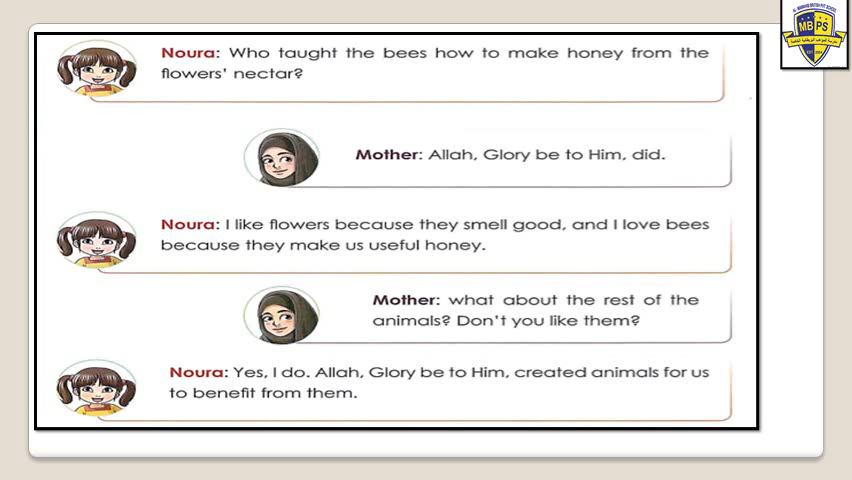 MB PS
Noura: Who taught the bees how to make honey from the
flowers' nectar?
Mother: Allah, Glory be to Him, did.
Noura: I like flowers because they smell good, and I love bees
because they make us useful honey.
Mother: what about the rest of the
animals? Don't you like them?
Noura: Yes, I do. Allah, Glory be to Him, created animals for us
to benefit from them.